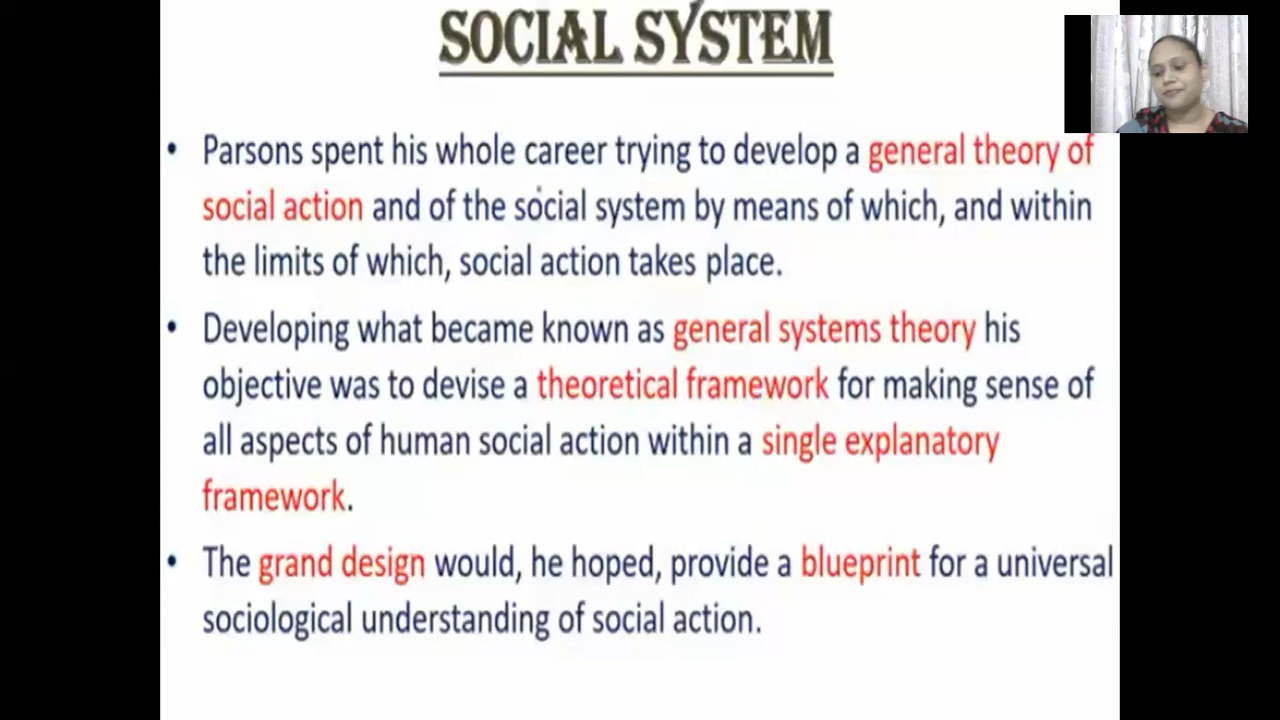 SOCIAL SYSTEM
• Parsons spent his whole career trying to develop a general theory of
social action and of the social system by means of which, and within
the limits of which, social action takes place.
• Developing what became known as general systems theory his
objective was to devise a theoretical framework for making sense of
all aspects of human social action within a single explanatory
framework.
• The grand design would, he hoped, provide a blueprint for a universal
sociological understanding of social action.